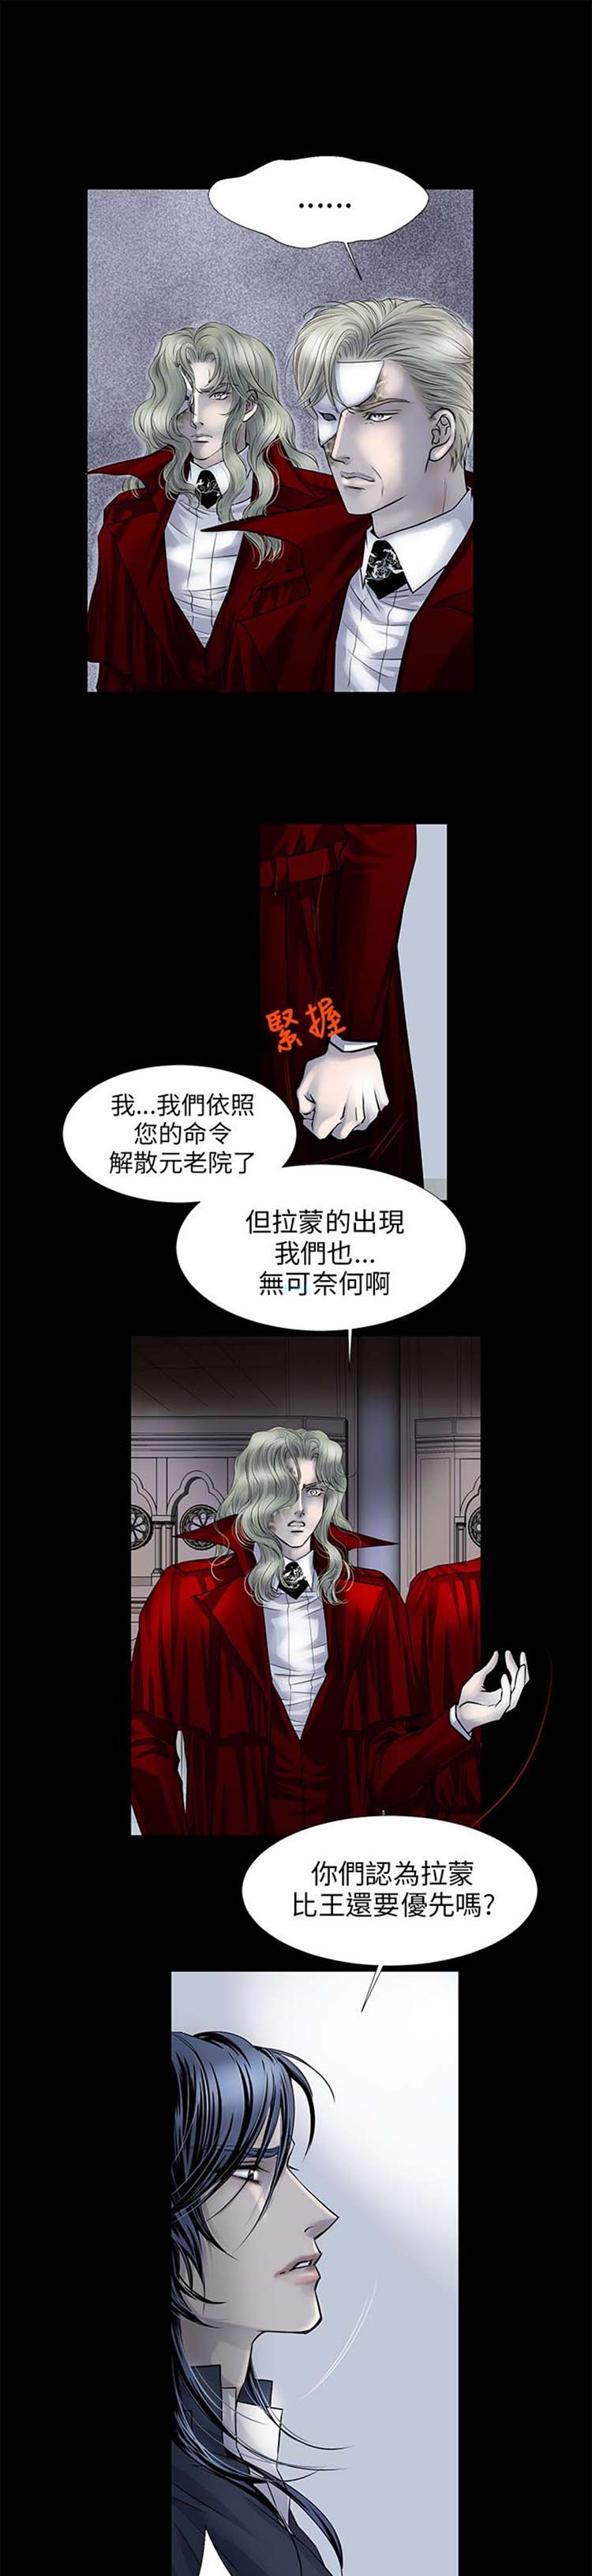 ......
緊握
我...我們依照
您的命令
解散元老院了
但拉蒙的出現
我們也...
無可奈何啊
你們認為拉蒙
比王還要優先嗎?